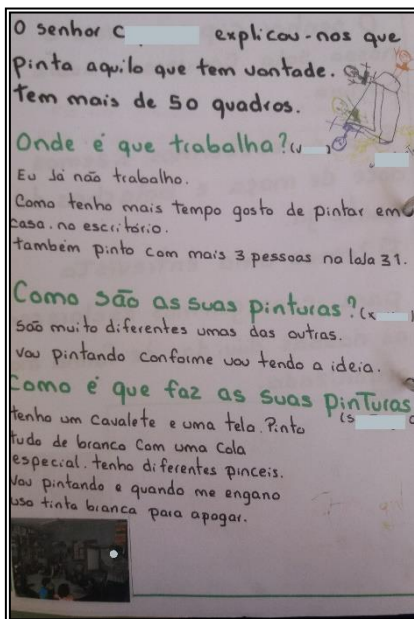 O senhor C explicou-nos que
pinta aquilo que tem vontade.
Tem mais de 50 quadros.
Onde é que trabalha? (V )
Eu Já não trabalho.
Como tenho mais tempo gosto de pintar em
casa. no escritório.
também pinto com mais 3 pessoas na lala 31.
Como são as suas pinturas? (X )
são muito diferentes umas das outras.
vou pintando conforme vou tendo a ideia.
Como é que faz as suas pinTuras
(S
tenho um cavalete e uma tela. Pinto
tudo de branco com uma Cola
especial. tenho diferentes pinceis.
Vou pintando e quando me engano
uso tinta branca para apagar.